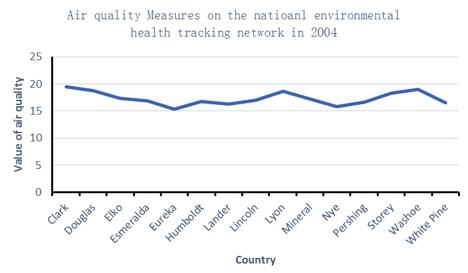 Air quality Measures on the natioanl environmental
health tracking network in 2004
Value of air quality
25
20
15
10
5
0
Clark
Douglas
Elko
Esmeralda
Eureka
Humboldt
Lander
Lincoln
Lyon
Mineral
Nye
Pershing
Storey
Washoe
White Pine
Country